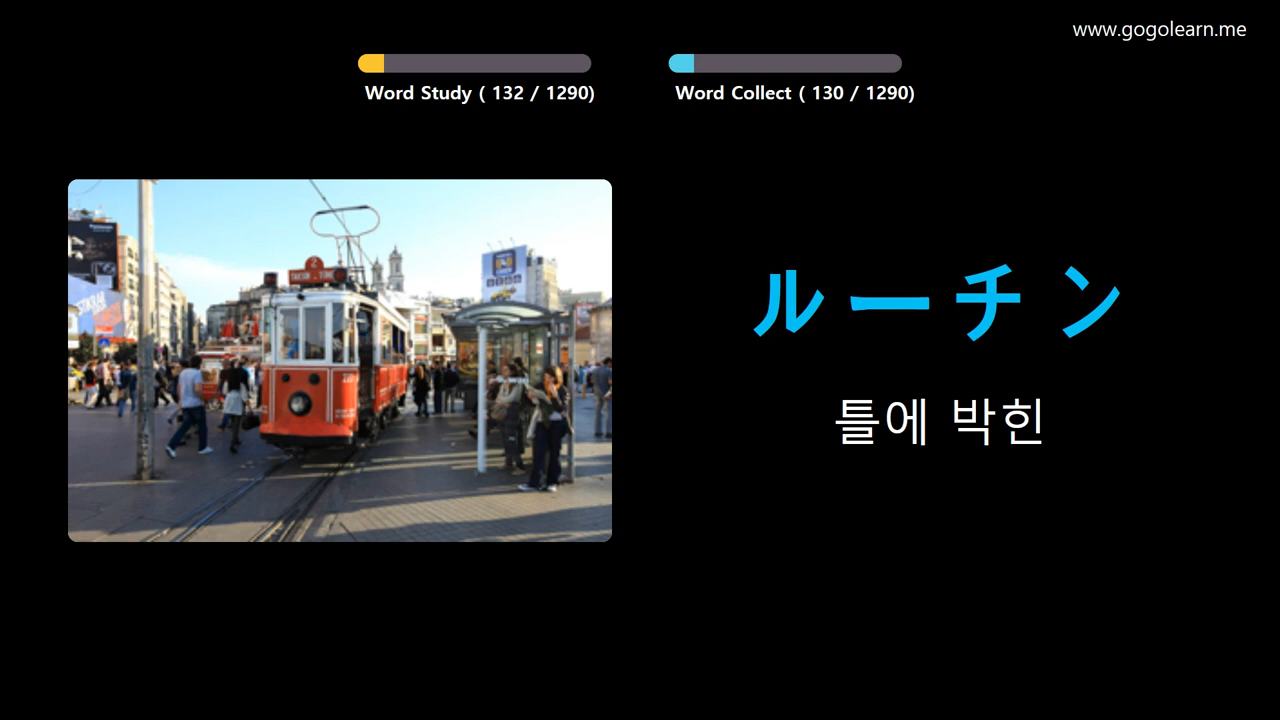 www.gogolearn.me
Word Study ( 132 / 1290)
Word Collect ( 130 / 1290)
2
ルーチン
틀에 박힌